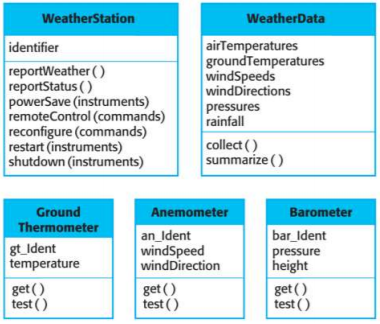 WeatherStation
identifier
reportWeather ( )
reportStatus ( )
powerSave (instruments)
remoteControl (commands)
reconfigure (commands)
restart (instruments)
shutdown (instruments)
WeatherData
airTemperatures
groundTemperatures
windSpeeds
windDirections
pressures
rainfall
collect ( )
summarize ( )
Ground
Thermometer
gt_Ident
temperature
get ( )
test ( )
Anemometer
an_Ident
windSpeed
windDirection
get ( )
test ( )
Barometer
bar_Ident
pressure
height
get ( )
test ( )